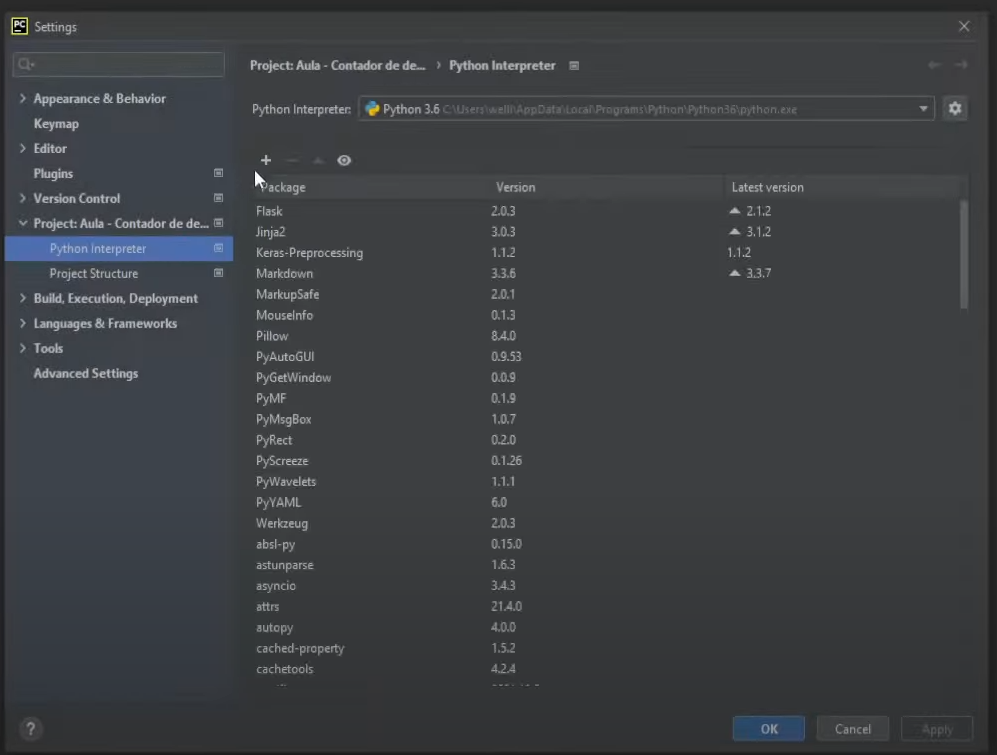 PC Settings
Project: Aula - Contador de de... › Python Interpreter
Appearance & Behavior
Keymap
Editor
Plugins
Version Control
Project: Aula - Contador de de...
Python Interpreter
Project Structure
Build, Execution, Deployment
Languages & Frameworks
Tools
Advanced Settings
Python Interpreter: Python 3.6 C:\Users\welli\AppData\Local\Programs\Python\Python36\python.exe
Package Version Latest version
Flask 2.0.3 2.1.2
Jinja2 3.0.3 3.1.2
Keras-Preprocessing 1.1.2 1.1.2
Markdown 3.3.6 3.3.7
MarkupSafe 2.0.1
MouseInfo 0.1.3
Pillow 8.4.0
PyAutoGUI 0.9.53
PyGetWindow 0.0.9
PyMF 0.1.9
PyMsgBox 1.0.7
PyRect 0.2.0
PyScreeze 0.1.26
PyWavelets 1.1.1
PyYAML 6.0
Werkzeug 2.0.3
absl-py 0.15.0
astunparse 1.6.3
asyncio 3.4.3
attrs 21.4.0
autopy 4.0.0
cached-property 1.5.2
cachetools 4.2.4
? OK Cancel Apply